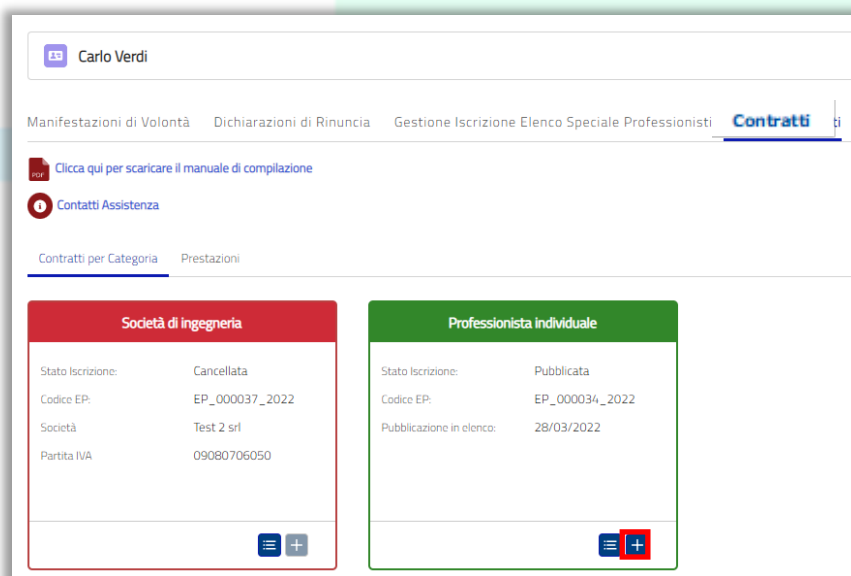 Carlo Verdi
Manifestazioni di Volontà Dichiarazioni di Rinuncia Gestione Iscrizione Elenco Speciale Professionisti Contratti ti
PDF Clicca qui per scaricare il manuale di compilazione
Contatti Assistenza
Contratti per Categoria Prestazioni
Società di ingegneria
Stato Iscrizione: Cancellata
Codice EP: EP_000037_2022
Società Test 2 srl
Partita IVA 09080706050
Professionista individuale
Stato Iscrizione: Pubblicata
Codice EP: EP_000034_2022
Pubblicazione in elenco: 28/03/2022